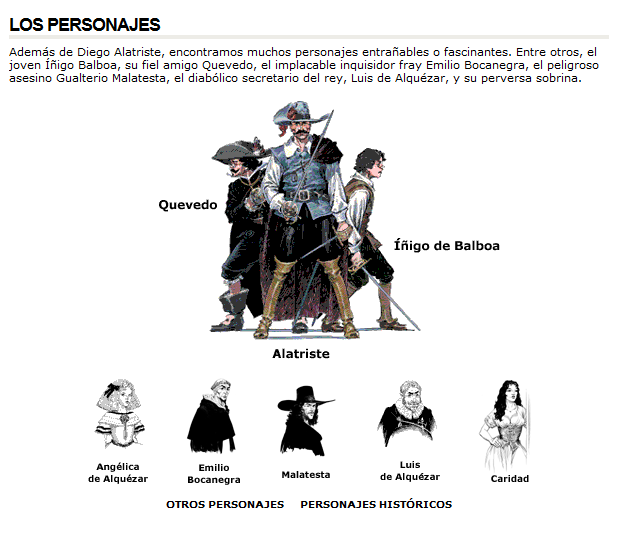 LOS PERSONAJES
Además de Diego Alatriste, encontramos muchos personajes entrañables o fascinantes. Entre otros, el
joven Íñigo Balboa, su fiel amigo Quevedo, el implacable inquisidor fray Emilio Bocanegra, el peligroso
asesino Gualterio Malatesta, el diabólico secretario del rey, Luis de Alquézar, y su perversa sobrina.
Quevedo
Íñigo de Balboa
Alatriste
Angélica
de Alquézar
Emilio
Bocanegra
Malatesta
Luis
de Alquézar
Caridad
OTROS PERSONAJES PERSONAJES HISTÓRICOS